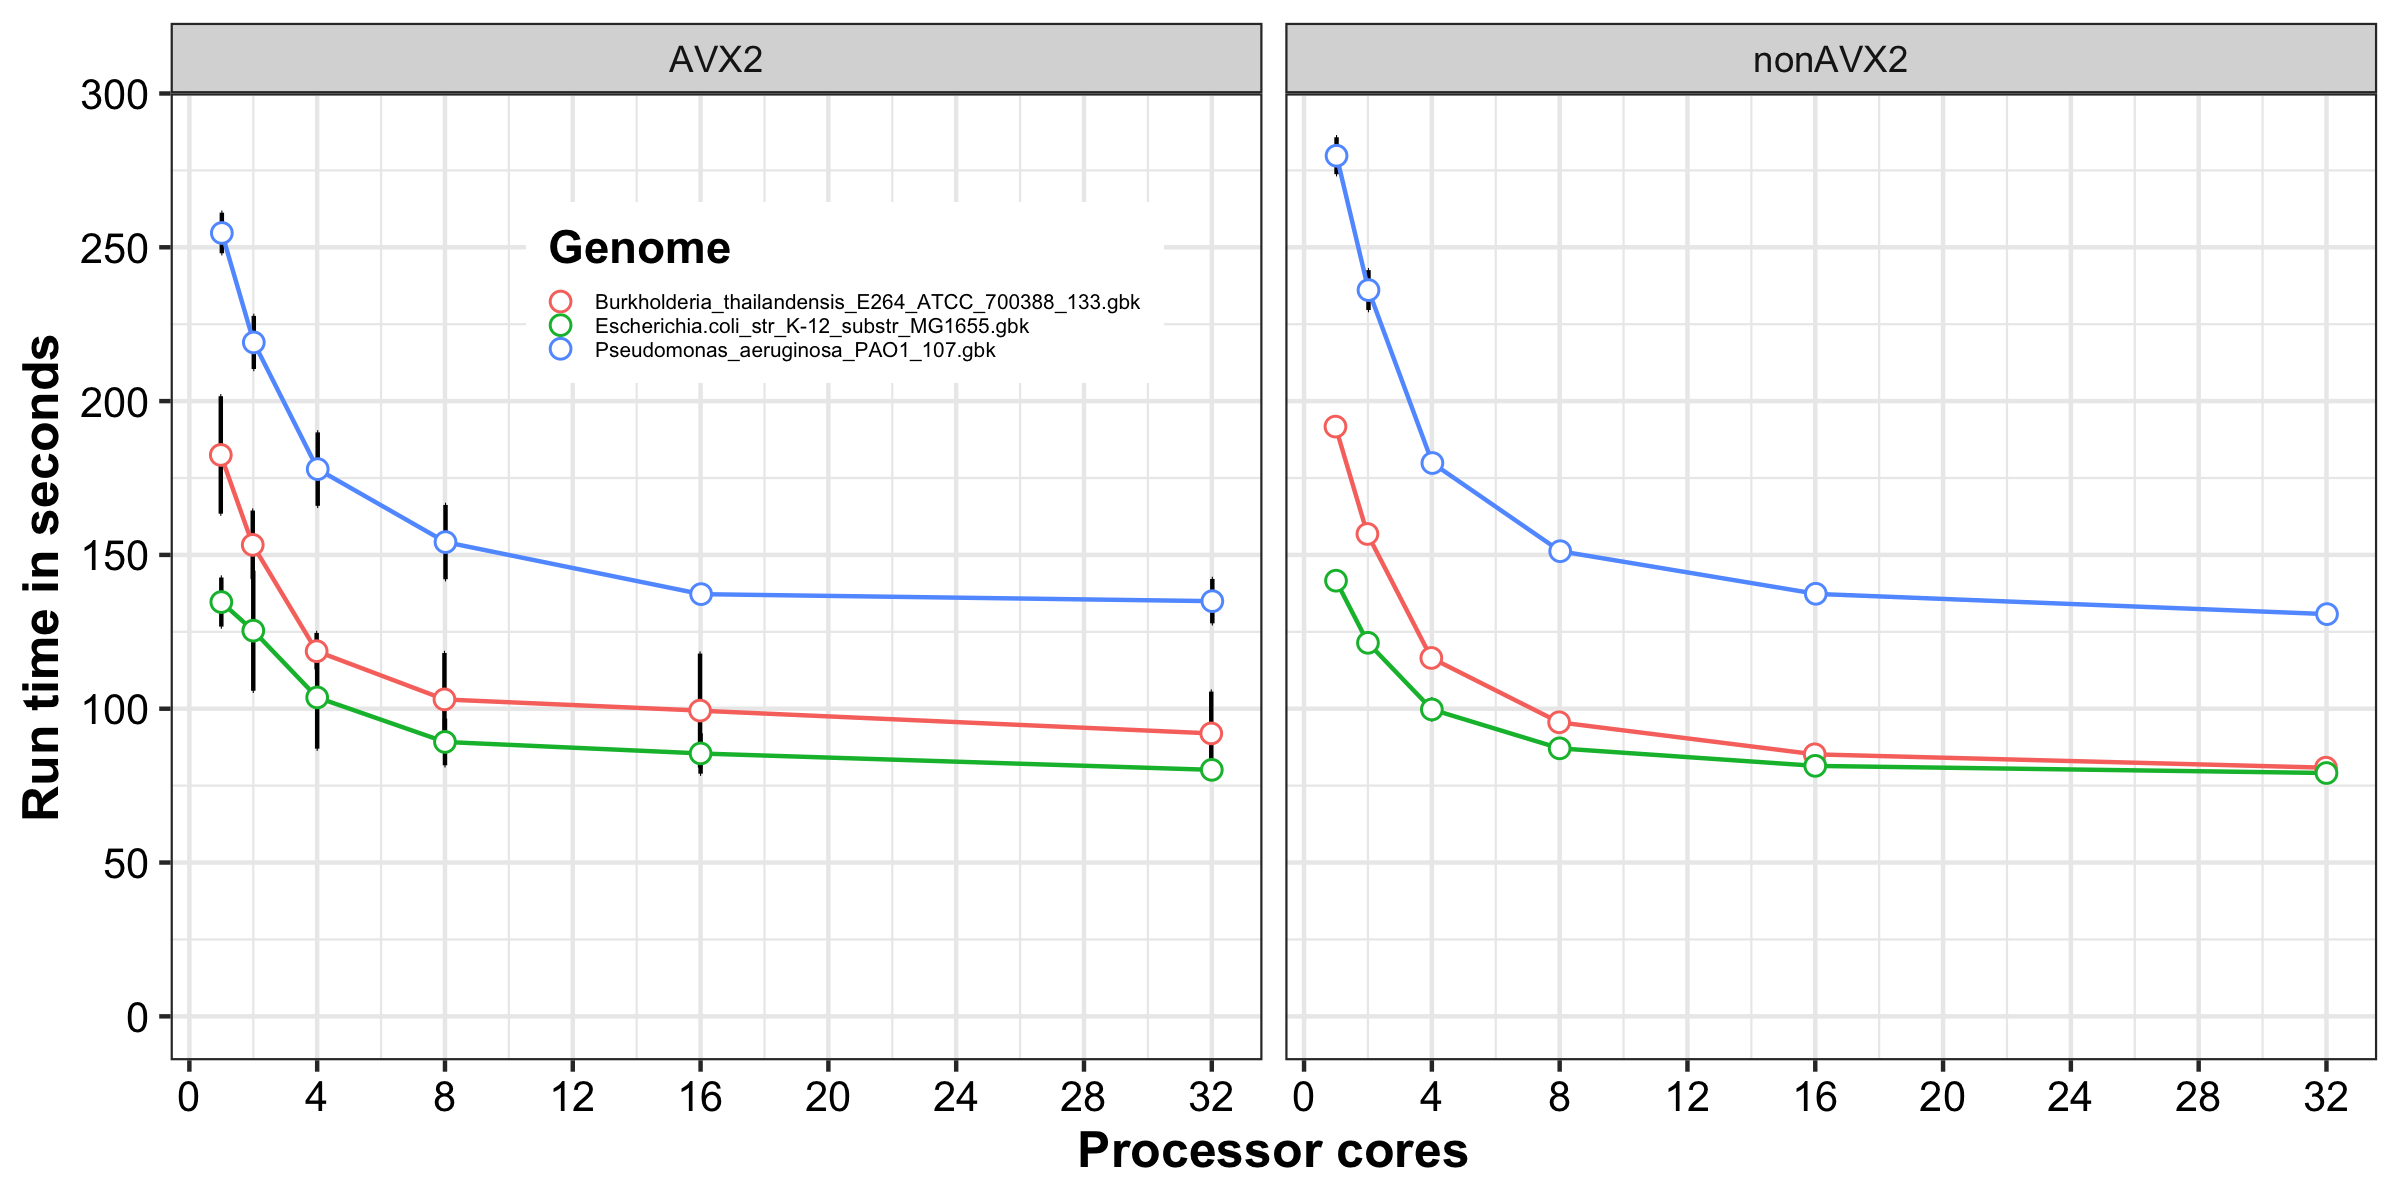 AVX2 nonAVX2
300
250
200
150
100
50
0
Run time in seconds
Genome
Burkholderia_thailandensis_E264_ATCC_700388_133.gbk
Escherichia.coli_str_K-12_substr_MG1655.gbk
Pseudomonas_aeruginosa_PAO1_107.gbk
0 4 8 12 16 20 24 28 32 0 4 8 12 16 20 24 28 32
Processor cores